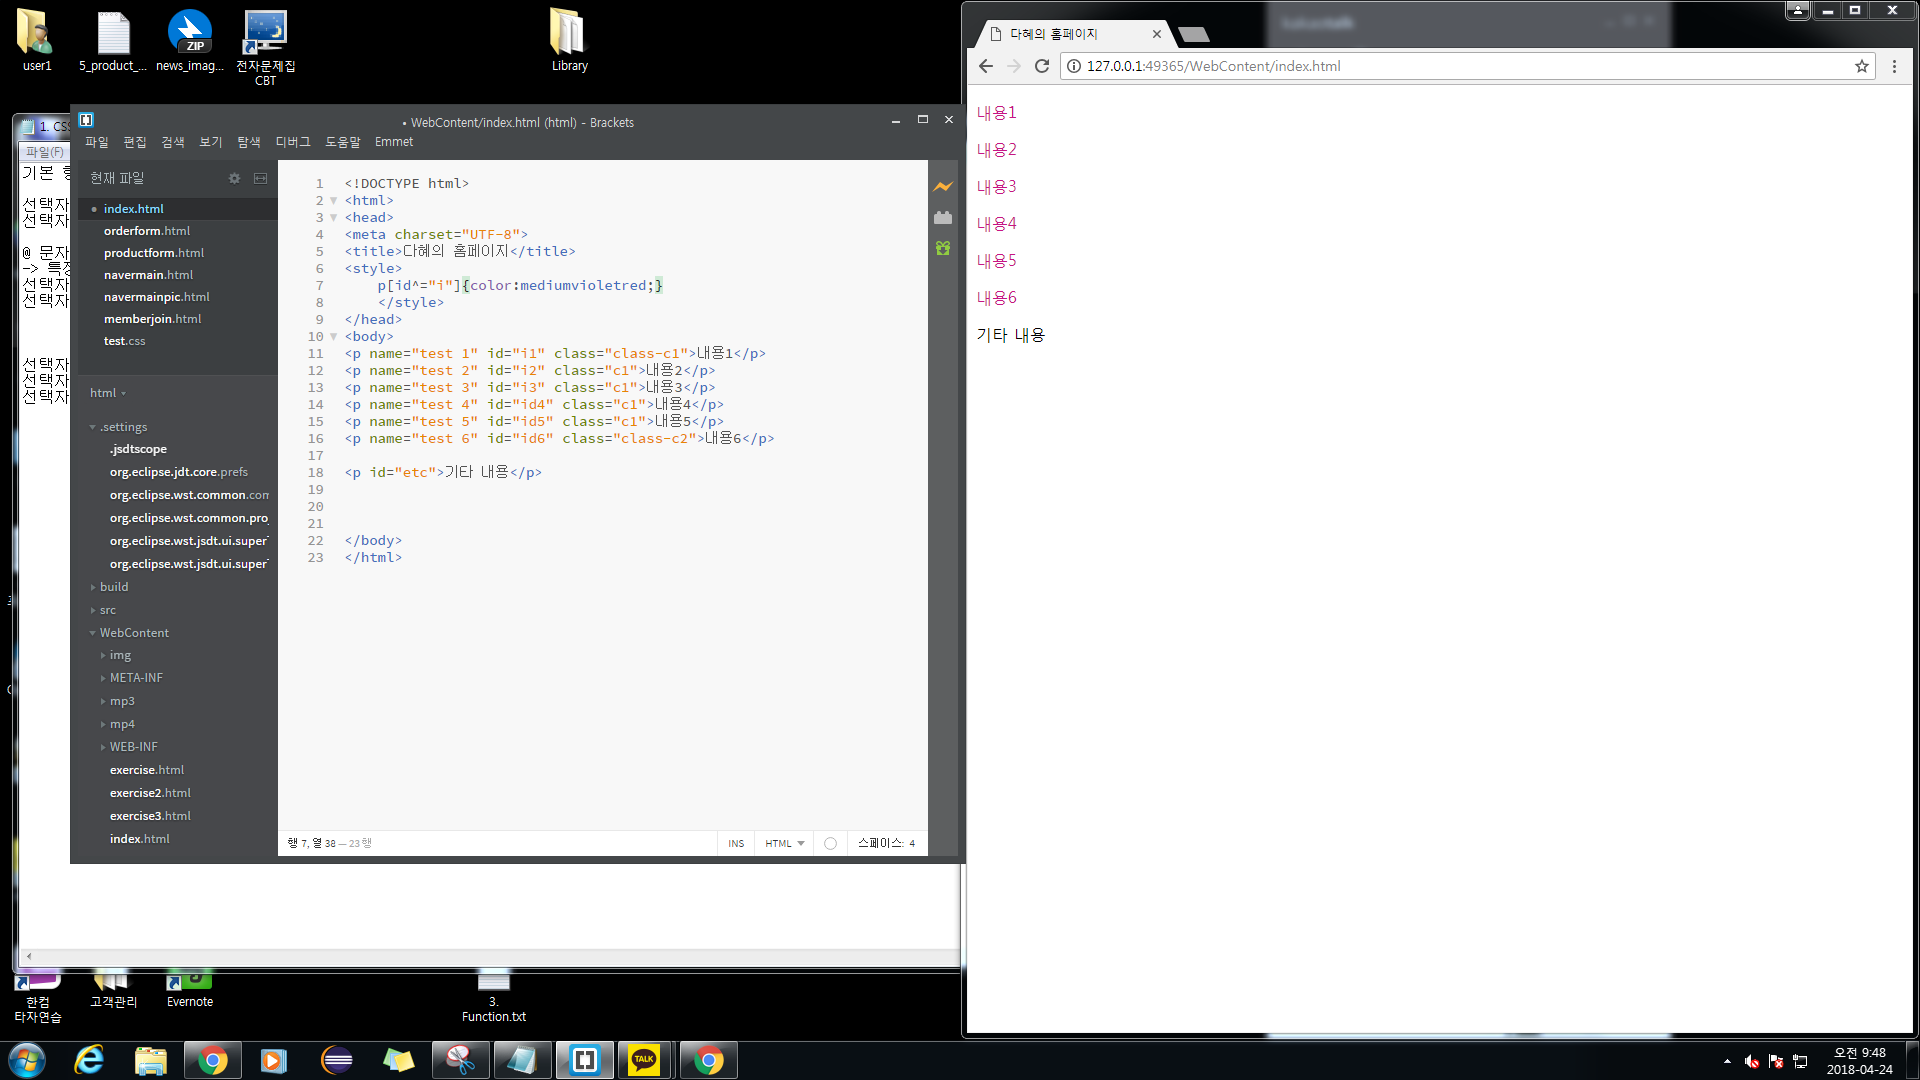 user1
5_product_...
news_imag...
전자문제집
CBT
Library
ZIP
1. CSS
파일(F)
기본 형
선택자
선택자
@ 문자
-> 특정
선택자
선택자
선택자
선택자
선택자
• WebContent/index.html (html) - Brackets
파일 편집 검색 보기 탐색 디버그 도움말 Emmet
현재 파일
index.html
orderform.html
productform.html
navermain.html
navermainpic.html
memberjoin.html
test.css
html
.settings
.jsdtscope
org.eclipse.jdt.core.prefs
org.eclipse.wst.common.com
org.eclipse.wst.common.proj
org.eclipse.wst.jsdt.ui.super
org.eclipse.wst.jsdt.ui.super
build
src
WebContent
img
META-INF
mp3
mp4
WEB-INF
exercise.html
exercise2.html
exercise3.html
index.html
1 <!DOCTYPE html>
2 <html>
3 <head>
4 <meta charset="UTF-8">
5 <title>다혜의 홈페이지</title>
6 <style>
7     p[id^="i"]{color:mediumvioletred;}
8     </style>
9 </head>
10 <body>
11 <p name="test 1" id="i1" class="class-c1">내용1</p>
12 <p name="test 2" id="i2" class="c1">내용2</p>
13 <p name="test 3" id="i3" class="c1">내용3</p>
14 <p name="test 4" id="id4" class="c1">내용4</p>
15 <p name="test 5" id="id5" class="c1">내용5</p>
16 <p name="test 6" id="id6" class="class-c2">내용6</p>
17
18 <p id="etc">기타 내용</p>
19
20
21
22 </body>
23 </html>
행 7, 열 38 — 23 행
INS
HTML
스페이스: 4
다혜의 홈페이지
127.0.0.1:49365/WebContent/index.html
내용1
내용2
내용3
내용4
내용5
내용6
기타 내용
한컴
타자연습
고객관리
Evernote
3.
Function.txt
TALK
오전 9:48
2018-04-24